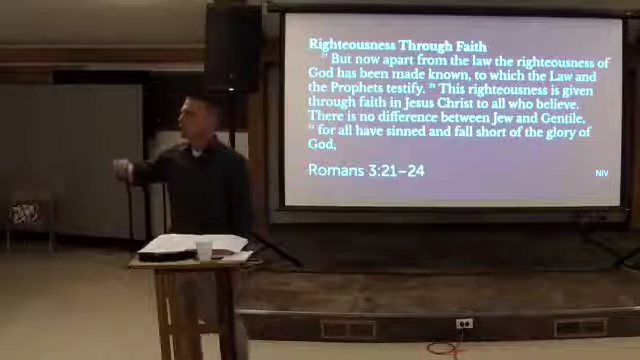 Righteousness Through Faith
²¹ But now apart from the law the righteousness of
God has been made known, to which the Law and
the Prophets testify. ²² This righteousness is given
through faith in Jesus Christ to all who believe.
There is no difference between Jew and Gentile,
²³ for all have sinned and fall short of the glory of
God,
Romans 3:21–24
NIV